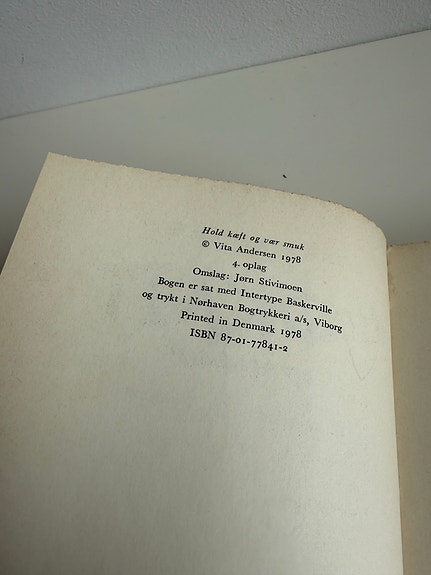 Hold kæft og vær smuk
© Vita Andersen 1978
4. oplag
Omslag: Jørn Stivimoen
Bogen er sat med Intertype Baskerville
og trykt i Nørhaven Bogtrykkeri a/s, Viborg
Printed in Denmark 1978
ISBN 87-01-77841-2